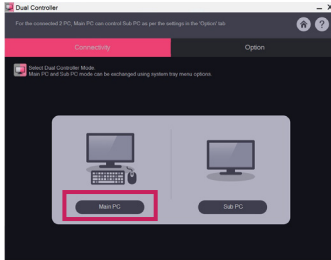 Dual Controller
For the connected 2 PC, Main PC can control Sub PC as per the settings in the 'Option' tab
Connectivity
Option
Select Dual Controller Mode.
Main PC and Sub PC mode can be exchanged using system tray menu options.
Main PC
Sub PC